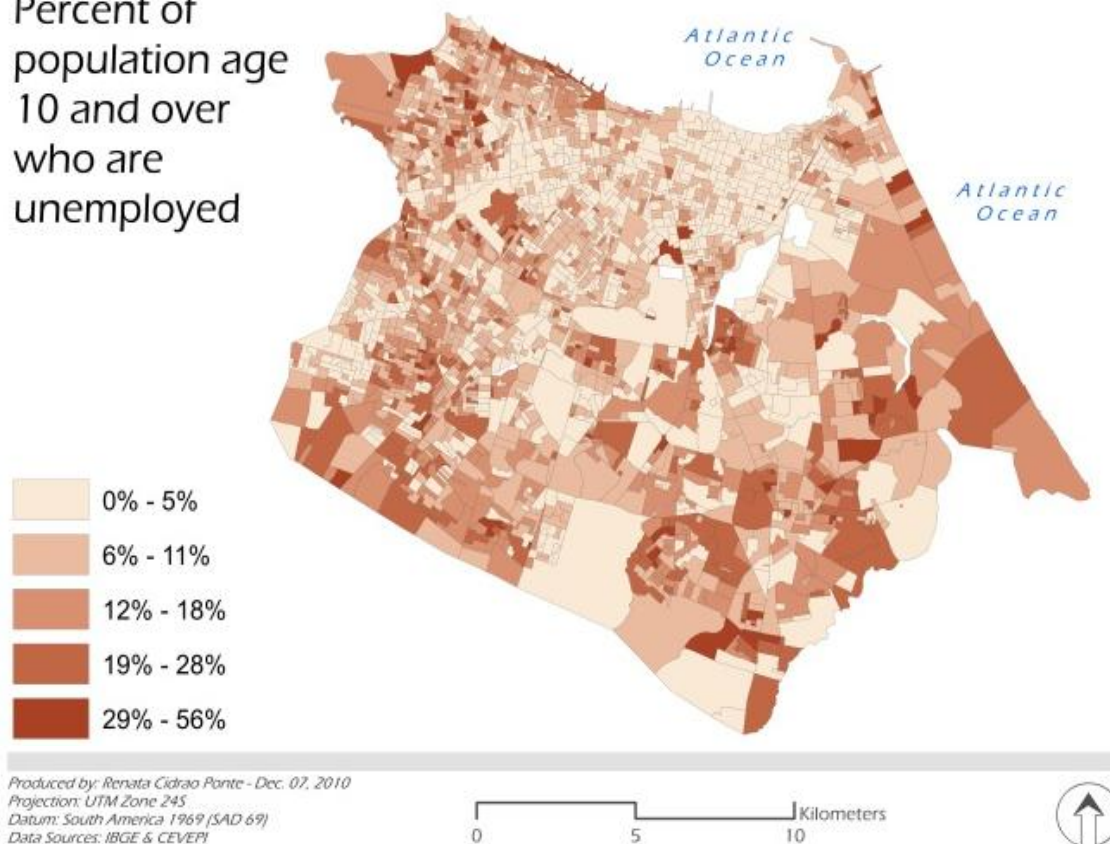 Percent of
population age
10 and over
who are
unemployed
Atlantic
Ocean
Atlantic
Ocean
0% - 5%
6% - 11%
12% - 18%
19% - 28%
29% - 56%
Produced by: Renata Cidrao Ponte - Dec. 07, 2010
Projection: UTM Zone 24S
Datum: South America 1969 (SAD 69)
Data Sources: IBGE & CEVEPI
Kilometers
0 5 10